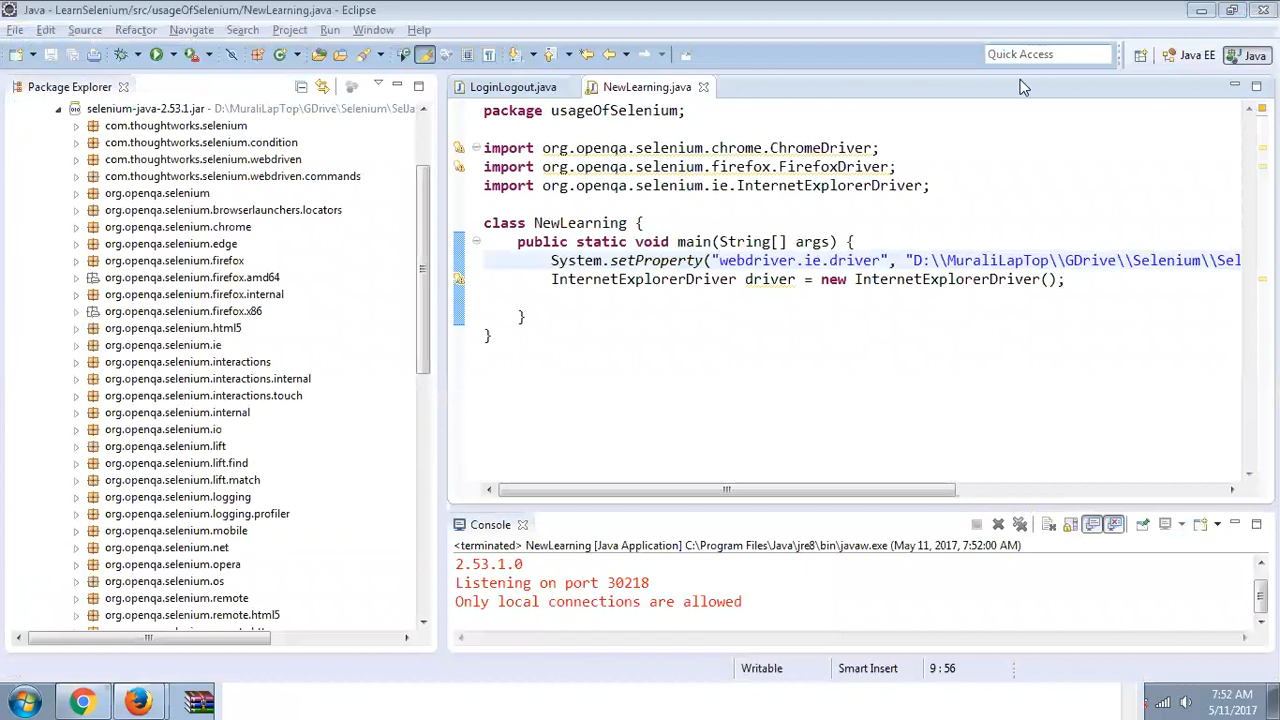 Java - LearnSelenium/src/usageOfSelenium/NewLearning.java - Eclipse
File Edit Source Refactor Navigate Search Project Run Window Help
Quick Access
Java EE
Java
Package Explorer
selenium-java-2.53.1.jar - D:\MuraliLapTop\GDrive\Selenium\SelJa
com.thoughtworks.selenium
com.thoughtworks.selenium.condition
com.thoughtworks.selenium.webdriven
com.thoughtworks.selenium.webdriven.commands
org.openqa.selenium
org.openqa.selenium.browserlaunchers.locators
org.openqa.selenium.chrome
org.openqa.selenium.edge
org.openqa.selenium.firefox
org.openqa.selenium.firefox.amd64
org.openqa.selenium.firefox.internal
org.openqa.selenium.firefox.x86
org.openqa.selenium.html5
org.openqa.selenium.ie
org.openqa.selenium.interactions
org.openqa.selenium.interactions.internal
org.openqa.selenium.interactions.touch
org.openqa.selenium.internal
org.openqa.selenium.io
org.openqa.selenium.lift
org.openqa.selenium.lift.find
org.openqa.selenium.lift.match
org.openqa.selenium.logging
org.openqa.selenium.logging.profiler
org.openqa.selenium.mobile
org.openqa.selenium.net
org.openqa.selenium.opera
org.openqa.selenium.os
org.openqa.selenium.remote
org.openqa.selenium.remote.html5
LoginLogout.java
NewLearning.java
package usageOfSelenium;
import org.openqa.selenium.chrome.ChromeDriver;
import org.openqa.selenium.firefox.FirefoxDriver;
import org.openqa.selenium.ie.InternetExplorerDriver;
class NewLearning {
public static void main(String[] args) {
System.setProperty("webdriver.ie.driver", "D:\\MuraliLapTop\\GDrive\\Selenium\\Sel
InternetExplorerDriver driver = new InternetExplorerDriver();
}
}
Console
<terminated> NewLearning [Java Application] C:\Program Files\Java\jre8\bin\javaw.exe (May 11, 2017, 7:52:00 AM)
2.53.1.0
Listening on port 30218
Only local connections are allowed
Writable
Smart Insert
9 : 56
7:52 AM
5/11/2017